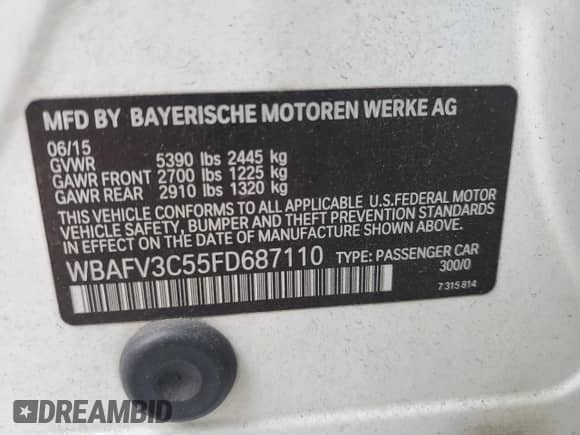 MFD BY BAYERISCHE MOTOREN WERKE AG
06/15
GVWR 5390 lbs 2445 kg
GAWR FRONT 2700 lbs 1225 kg
GAWR REAR 2910 lbs 1320 kg
THIS VEHICLE CONFORMS TO ALL APPLICABLE U.S.FEDERAL MOTOR
VEHICLE SAFETY, BUMPER AND THEFT PREVENTION STANDARDS
IN EFFECT ON THE DATE OF MANUFACTURE SHOWN ABOVE.
WBAFV3C55FD687110 TYPE: PASSENGER CAR
300/0
7 315 814
DREAMBID